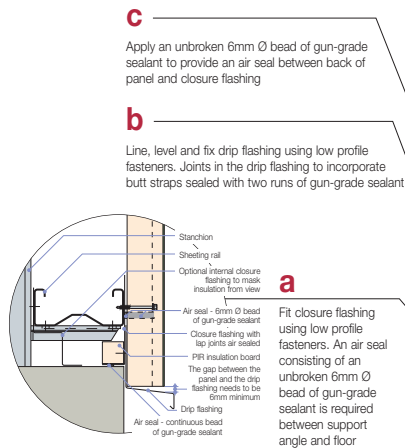 c
Apply an unbroken 6mm Ø bead of gun-grade
sealant to provide an air seal between back of
panel and closure flashing
b
Line, level and fix drip flashing using low profile
fasteners. Joints in the drip flashing to incorporate
butt straps sealed with two runs of gun-grade sealant
Stanchion
Sheeting rail
Optional internal closure
flashing to mask
insulation from view
Air seal - 6mm Ø bead
of gun-grade sealant
Closure flashing with
lap joints air sealed
PIR insulation board
The gap between the
panel and the drip
flashing needs to be
6mm minimum
Drip flashing
Air seal - continuous bead
of gun-grade sealant
a
Fit closure flashing
using low profile
fasteners. An air seal
consisting of an
unbroken 6mm Ø
bead of gun-grade
sealant is required
between support
angle and floor